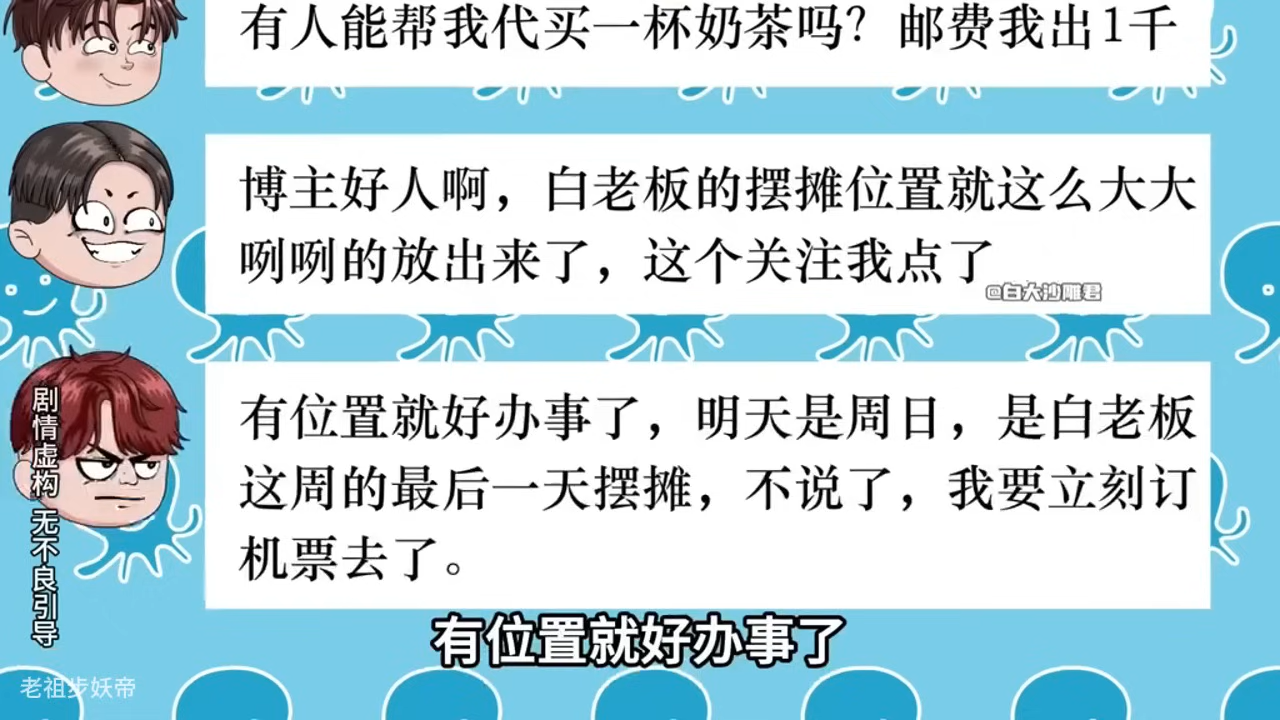 有人能帮我代买一杯奶茶吗？邮费我出1千
博主好人啊，白老板的摆摊位置就这么大大
咧咧的放出来了，这个关注我点了
@白大沙雕君
有位置就好办事了，明天是周日，是白老板
这周的最后一天摆摊，不说了，我要立刻订
机票去了。
剧情虚构 无不良引导
有位置就好办事了
老祖步妖帝